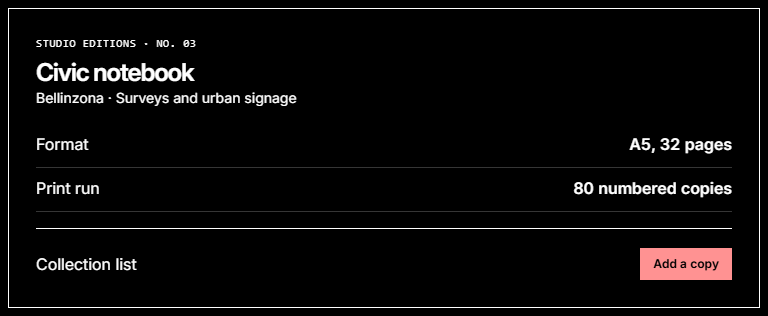 STUDIO EDITIONS · NO. 03
Civic notebook
Bellinzona · Surveys and urban signage
Format A5, 32 pages
Print run 80 numbered copies
Collection list Add a copy